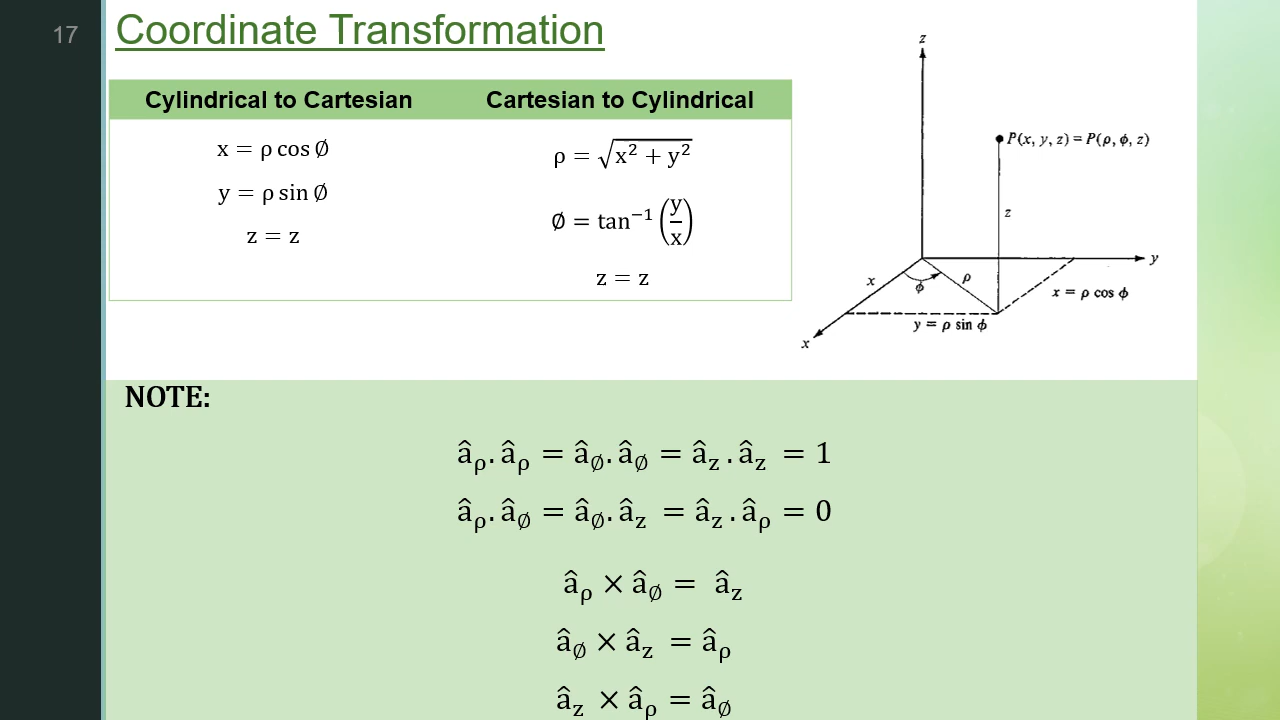 17
Coordinate Transformation
Cylindrical to Cartesian
x = ρ cos ∅
y = ρ sin ∅
z = z
Cartesian to Cylindrical
ρ = √(x² + y²)
∅ = tan⁻¹ (y/x)
z = z
z
P(x, y, z) = P(ρ, ϕ, z)
z
y
x
ϕ
ρ
x = ρ cos ϕ
y = ρ sin ϕ
x
NOTE:
â_ρ . â_ρ = â_∅ . â_∅ = â_z . â_z = 1
â_ρ . â_∅ = â_∅ . â_z = â_z . â_ρ = 0
â_ρ × â_∅ = â_z
â_∅ × â_z = â_ρ
â_z × â_ρ = â_∅